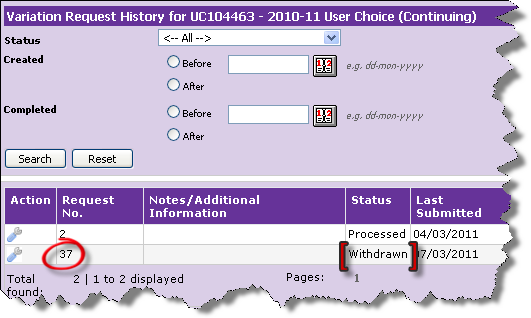 Variation Request History for UC104463 - 2010-11 User Choice (Continuing)
Status <-- All -->
Created Before e.g. dd-mon-yyyy
After
Completed Before e.g. dd-mon-yyyy
After
Search Reset
Action Request No. Notes/Additional Information Status Last Submitted
2 Processed 04/03/2011
37 Withdrawn 07/03/2011
Total found: 2 | 1 to 2 displayed Pages: 1